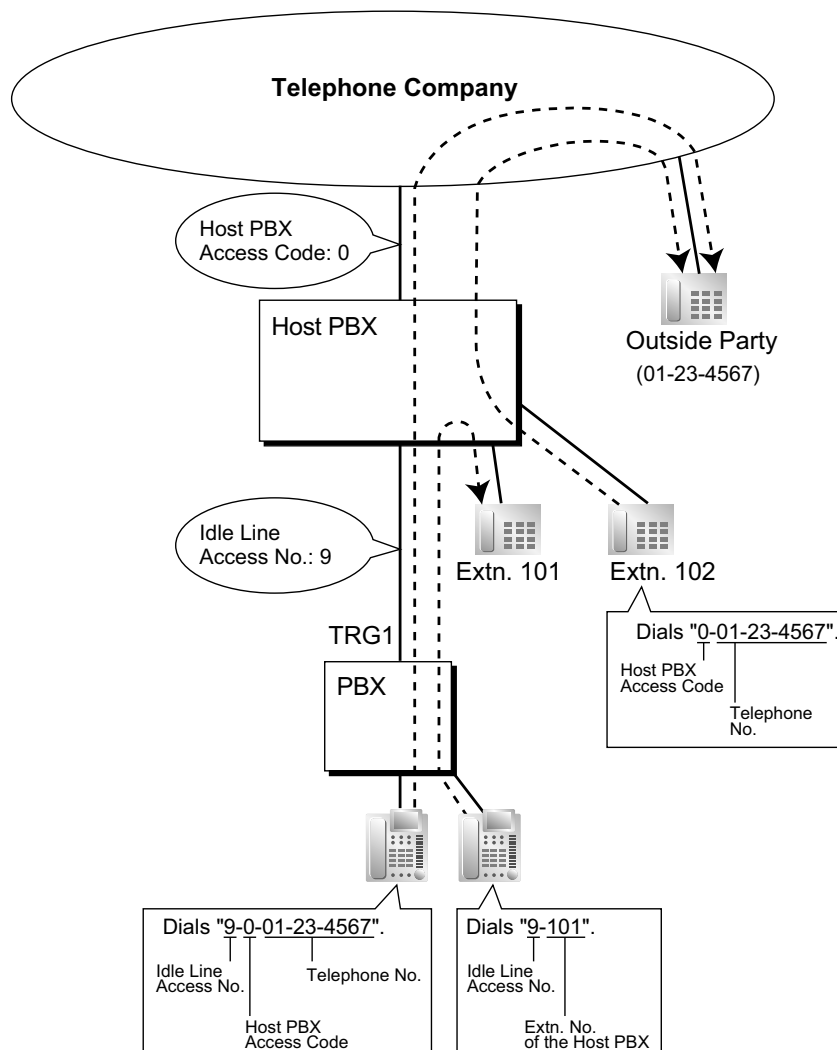 Telephone Company
Host PBX
Access Code: 0
Host PBX
Outside Party
(01-23-4567)
Idle Line
Access No.: 9
Extn. 101
Extn. 102
TRG1
PBX
Dials "0-01-23-4567".
Host PBX
Access Code
Telephone
No.
Dials "9-0-01-23-4567".
Idle Line
Access No.
Telephone No.
Host PBX
Access Code
Dials "9-101".
Idle Line
Access No.
Extn. No.
of the Host PBX